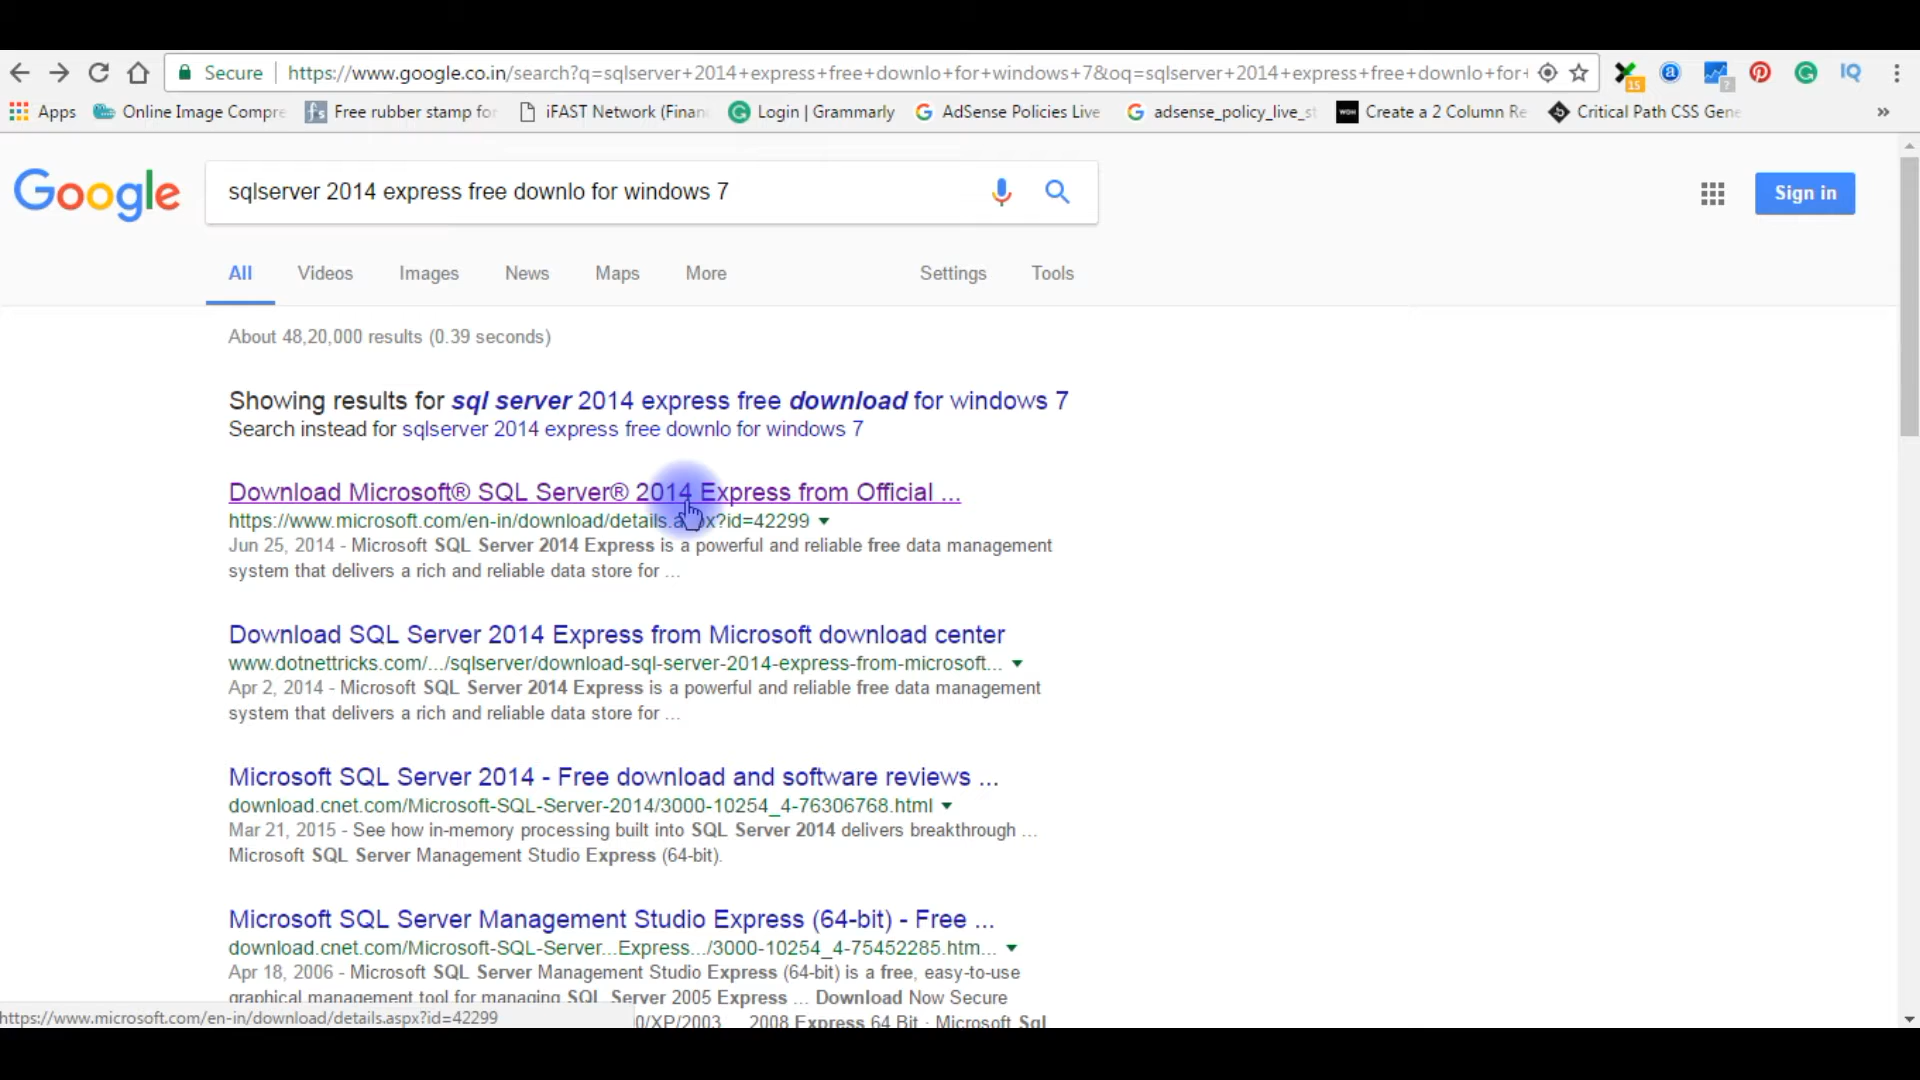 Secure https://www.google.co.in/search?q=sqlserver+2014+express+free+downlo+for+windows+7&oq=sqlserver+2014+express+free+downlo+for+
15 a ? IQ
Apps Online Image Compre fs Free rubber stamp for iFAST Network (Finan Login | Grammarly AdSense Policies Live adsense_policy_live_st Create a 2 Column Re Critical Path CSS Gene »
Google sqlserver 2014 express free downlo for windows 7 Sign in
All Videos Images News Maps More Settings Tools
About 48,20,000 results (0.39 seconds)
Showing results for sql server 2014 express free download for windows 7
Search instead for sqlserver 2014 express free downlo for windows 7
Download Microsoft® SQL Server® 2014 Express from Official ...
https://www.microsoft.com/en-in/download/details.aspx?id=42299
Jun 25, 2014 - Microsoft SQL Server 2014 Express is a powerful and reliable free data management
system that delivers a rich and reliable data store for ...
Download SQL Server 2014 Express from Microsoft download center
www.dotnettricks.com/.../sqlserver/download-sql-server-2014-express-from-microsoft...
Apr 2, 2014 - Microsoft SQL Server 2014 Express is a powerful and reliable free data management
system that delivers a rich and reliable data store for ...
Microsoft SQL Server 2014 - Free download and software reviews ...
download.cnet.com/Microsoft-SQL-Server-2014/3000-10254_4-76306768.html
Mar 21, 2015 - See how in-memory processing built into SQL Server 2014 delivers breakthrough ...
Microsoft SQL Server Management Studio Express (64-bit).
Microsoft SQL Server Management Studio Express (64-bit) - Free ...
download.cnet.com/Microsoft-SQL-Server...Express.../3000-10254_4-75452285.htm...
Apr 18, 2006 - Microsoft SQL Server Management Studio Express (64-bit) is a free, easy-to-use
graphical management tool for managing SQL Server 2005 Express ... Download Now Secure
https://www.microsoft.com/en-in/download/details.aspx?id=42299 0/XP/2003 ... 2008 Express 64 Bit · Microsoft Sql